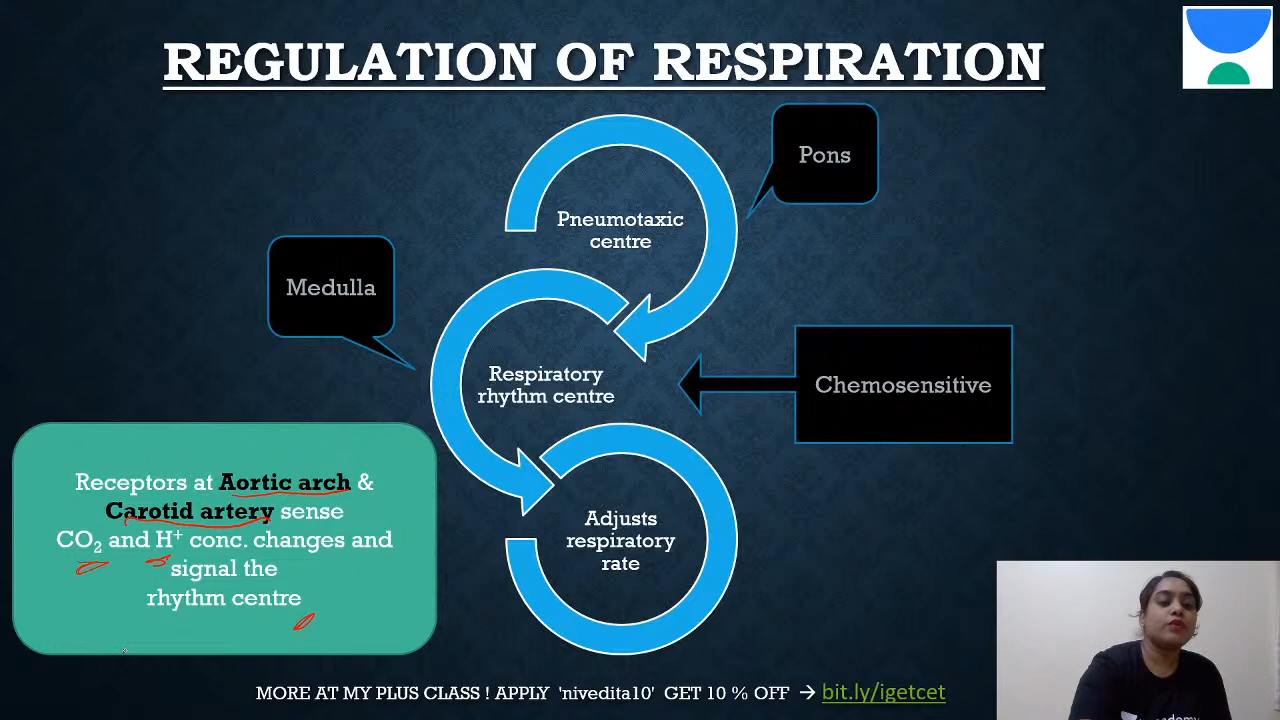 REGULATION OF RESPIRATION
Pons
Pneumotaxic
centre
Medulla
Respiratory
rhythm centre
Chemosensitive
Receptors at Aortic arch &
Carotid artery sense
CO₂ and H⁺ conc. changes and
signal the
rhythm centre
Adjusts
respiratory
rate
MORE AT MY PLUS CLASS ! APPLY 'nivedita10' GET 10 % OFF → bit.ly/igetcet